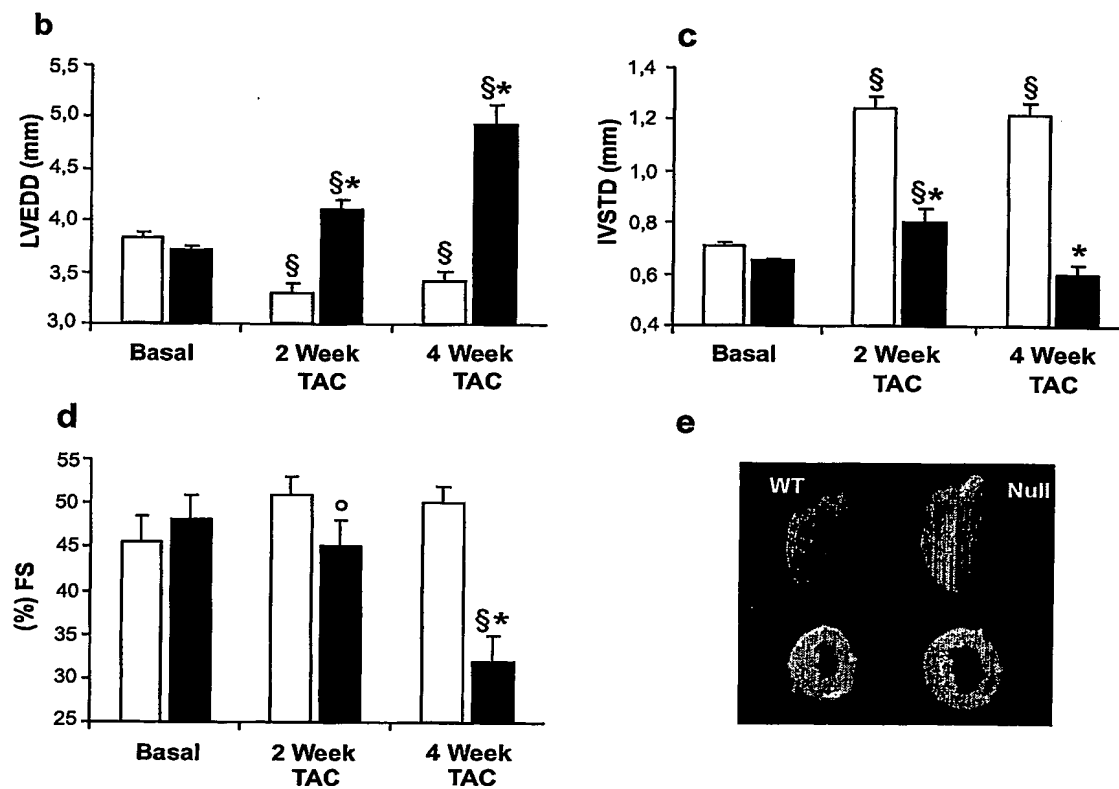 b
LVEDD (mm)
5,5
5,0
4,5
4,0
3,5
3,0
§
§*
§
§*
Basal
2 Week
TAC
4 Week
TAC
c
IVSTD (mm)
1,4
1,2
1,0
0,8
0,6
0,4
§
§*
§
*
Basal
2 Week
TAC
4 Week
TAC
d
(%) FS
55
50
45
40
35
30
25
o
§*
Basal
2 Week
TAC
4 Week
TAC
e
WT
Null